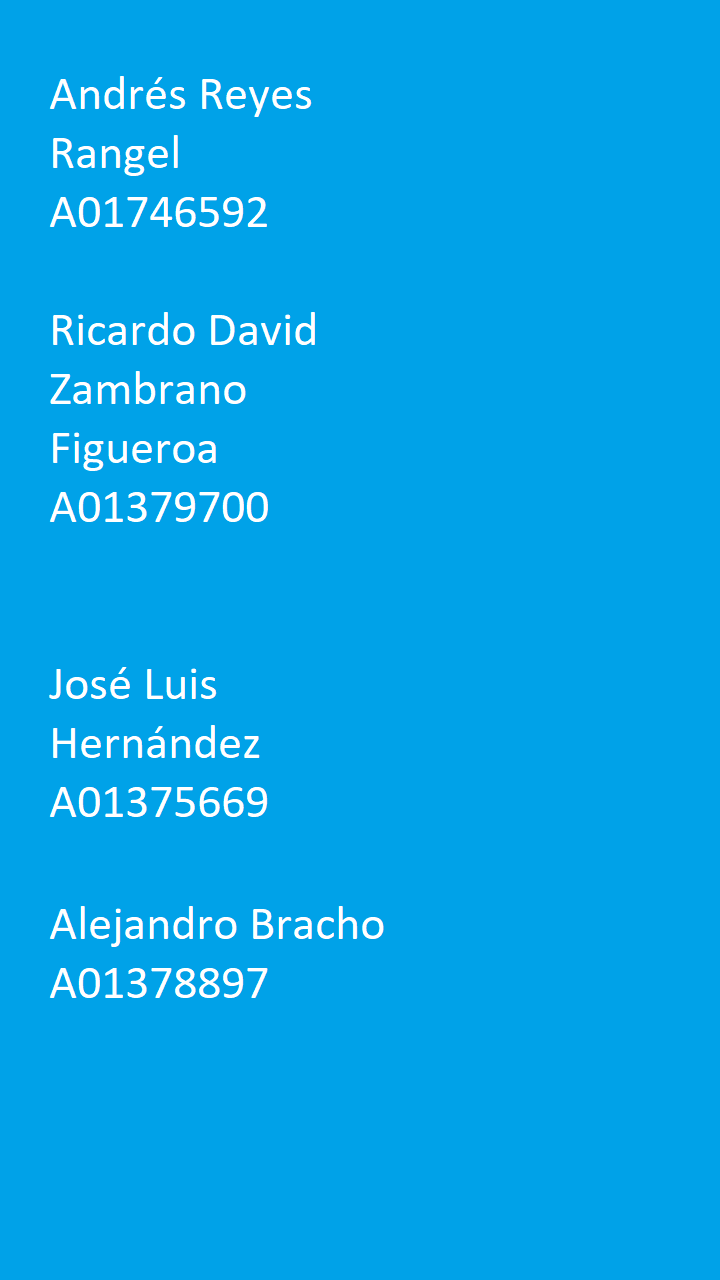 Andrés Reyes
Rangel
A01746592
Ricardo David
Zambrano
Figueroa
A01379700
José Luis
Hernández
A01375669
Alejandro Bracho
A01378897